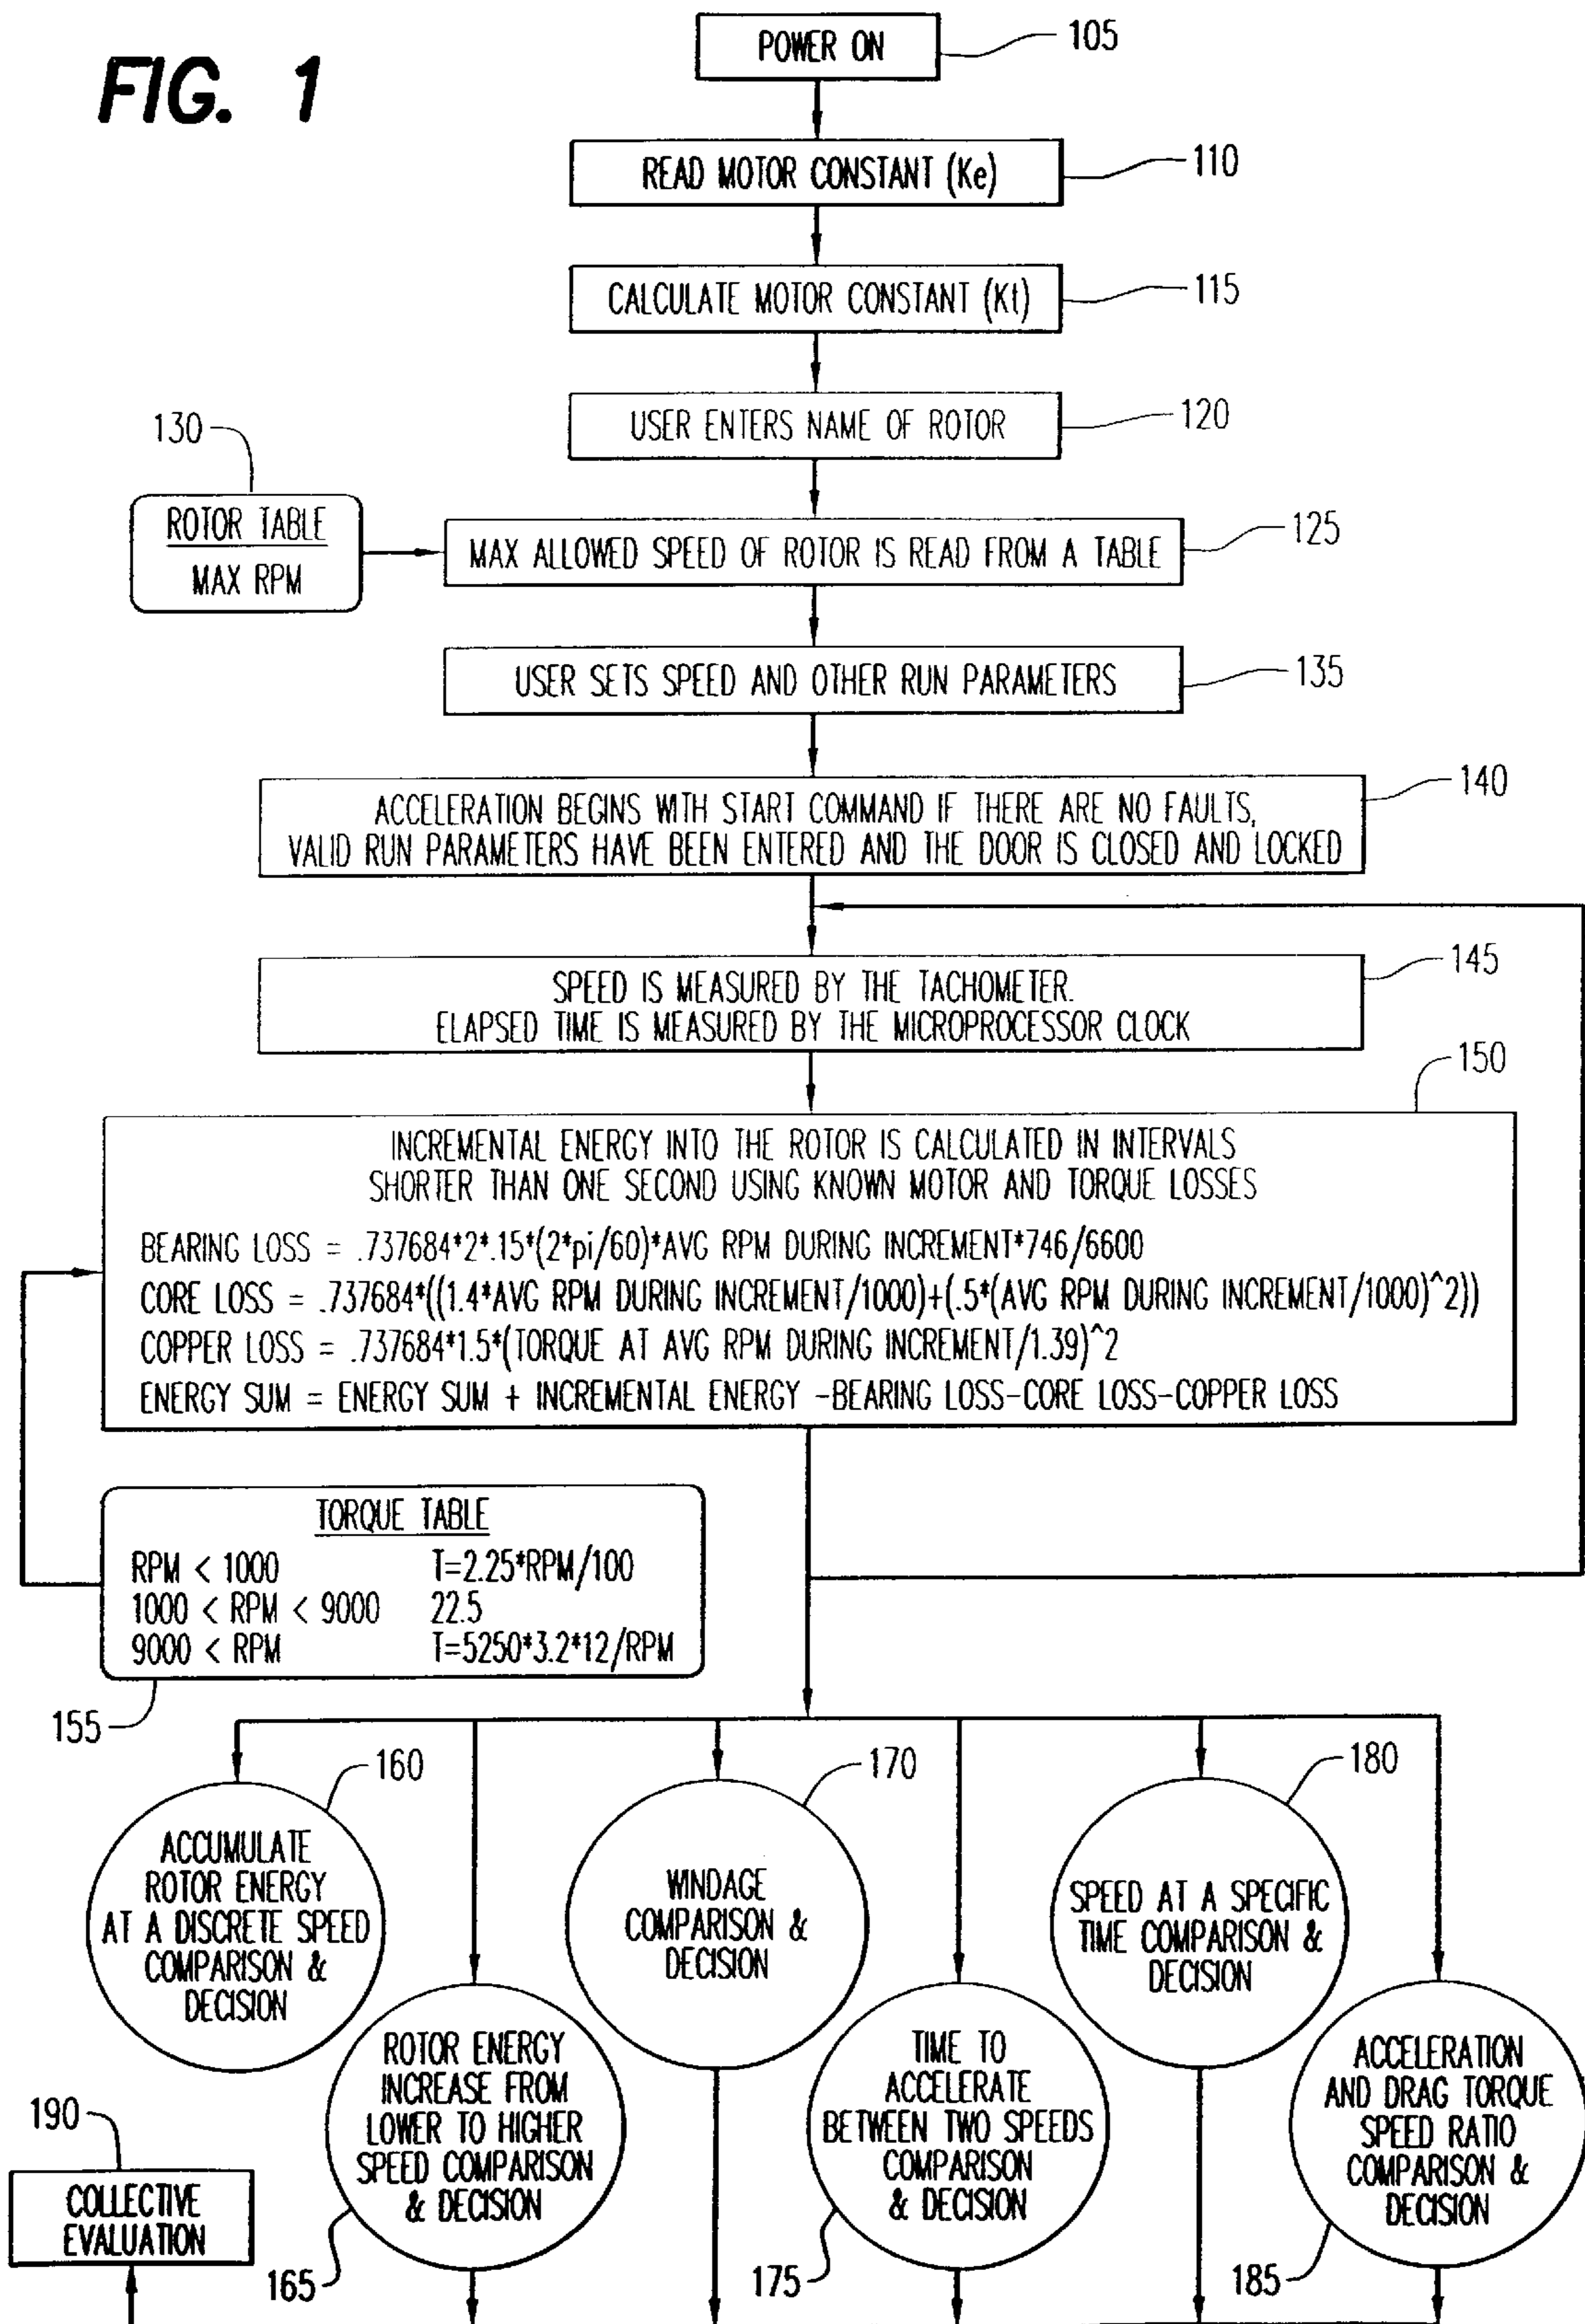 FIG. 1
POWER ON
105
READ MOTOR CONSTANT (Ke)
110
CALCULATE MOTOR CONSTANT (Kt)
115
USER ENTERS NAME OF ROTOR
120
130
ROTOR TABLE
MAX RPM
MAX ALLOWED SPEED OF ROTOR IS READ FROM A TABLE
125
USER SETS SPEED AND OTHER RUN PARAMETERS
135
ACCELERATION BEGINS WITH START COMMAND IF THERE ARE NO FAULTS,
VALID RUN PARAMETERS HAVE BEEN ENTERED AND THE DOOR IS CLOSED AND LOCKED
140
SPEED IS MEASURED BY THE TACHOMETER.
ELAPSED TIME IS MEASURED BY THE MICROPROCESSOR CLOCK
145
150
INCREMENTAL ENERGY INTO THE ROTOR IS CALCULATED IN INTERVALS
SHORTER THAN ONE SECOND USING KNOWN MOTOR AND TORQUE LOSSES
BEARING LOSS = .737684*2*.15*(2*pi/60)*AVG RPM DURING INCREMENT*746/6600
CORE LOSS = .737684*((1.4*AVG RPM DURING INCREMENT/1000)+(.5*(AVG RPM DURING INCREMENT/1000)^2))
COPPER LOSS = .737684*1.5*(TORQUE AT AVG RPM DURING INCREMENT/1.39)^2
ENERGY SUM = ENERGY SUM + INCREMENTAL ENERGY -BEARING LOSS-CORE LOSS-COPPER LOSS
TORQUE TABLE
RPM < 1000 T=2.25*RPM/100
1000 < RPM < 9000 22.5
9000 < RPM T=5250*3.2*12/RPM
155
160
ACCUMULATE
ROTOR ENERGY
AT A DISCRETE SPEED
COMPARISON &
DECISION
165
ROTOR ENERGY
INCREASE FROM
LOWER TO HIGHER
SPEED COMPARISON
& DECISION
170
WINDAGE
COMPARISON &
DECISION
175
TIME TO
ACCELERATE
BETWEEN TWO SPEEDS
COMPARISON
& DECISION
180
SPEED AT A SPECIFIC
TIME COMPARISON &
DECISION
185
ACCELERATION
AND DRAG TORQUE
SPEED RATIO
COMPARISON &
DECISION
190
COLLECTIVE
EVALUATION